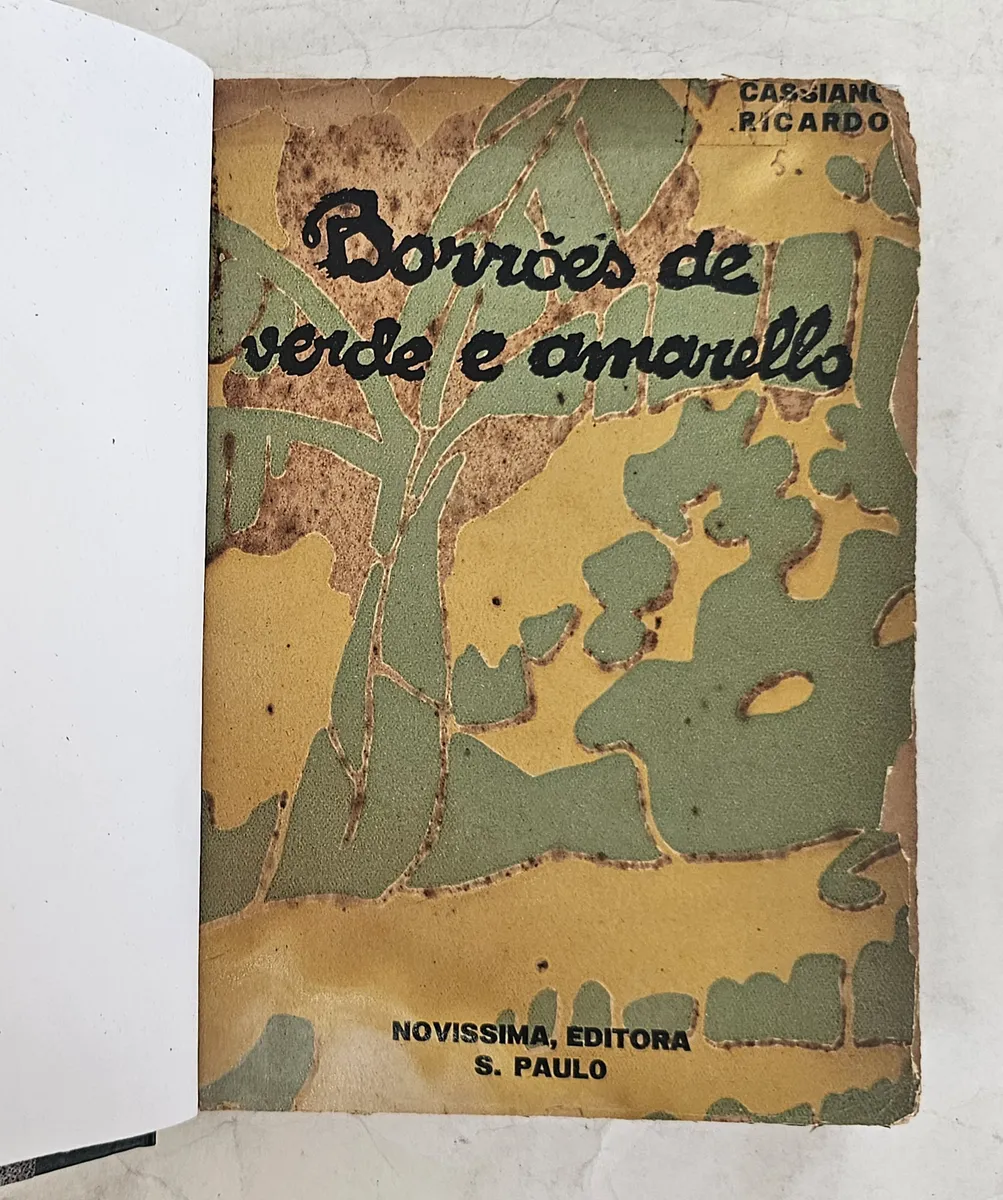 CASSIANO
RICARDO
Borrões de
verde e amarello
NOVISSIMA, EDITORA
S. PAULO